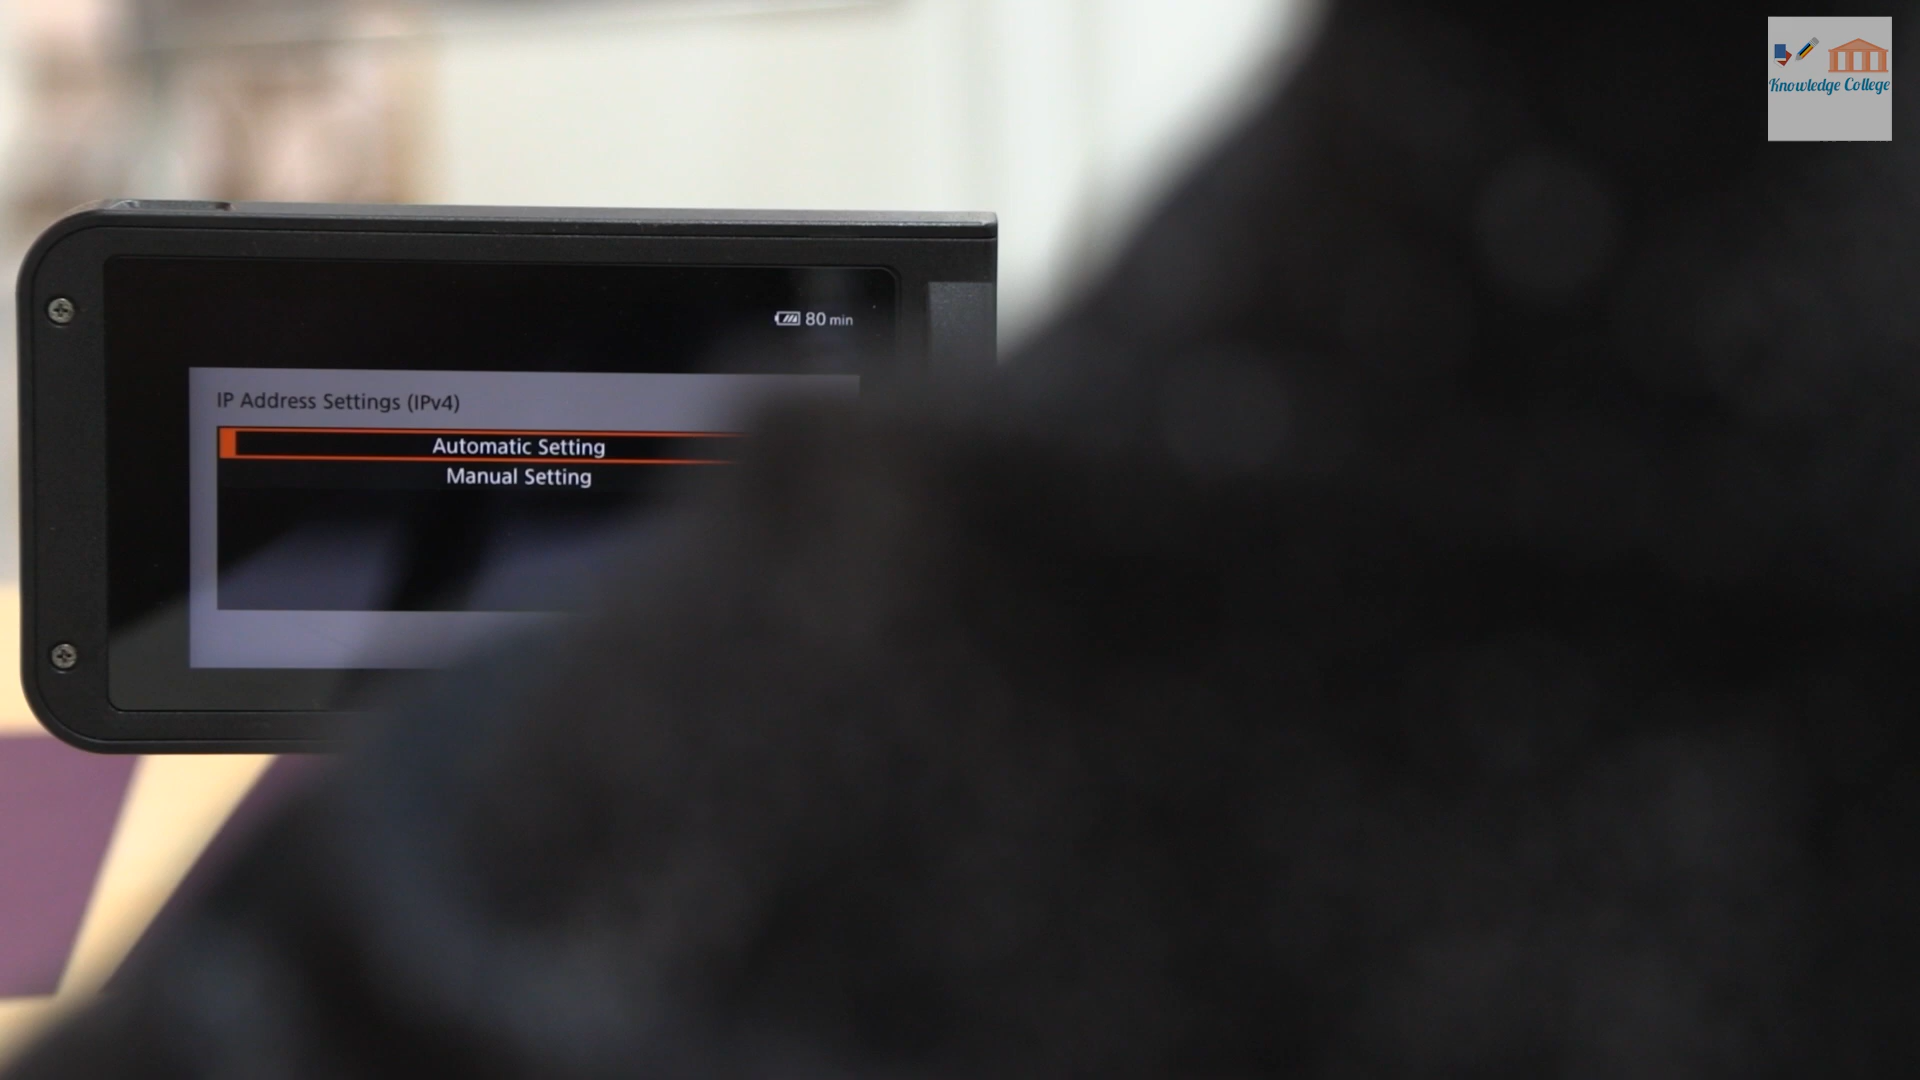 Knowledge College
80 min
IP Address Settings (IPv4)
Automatic Setting
Manual Setting